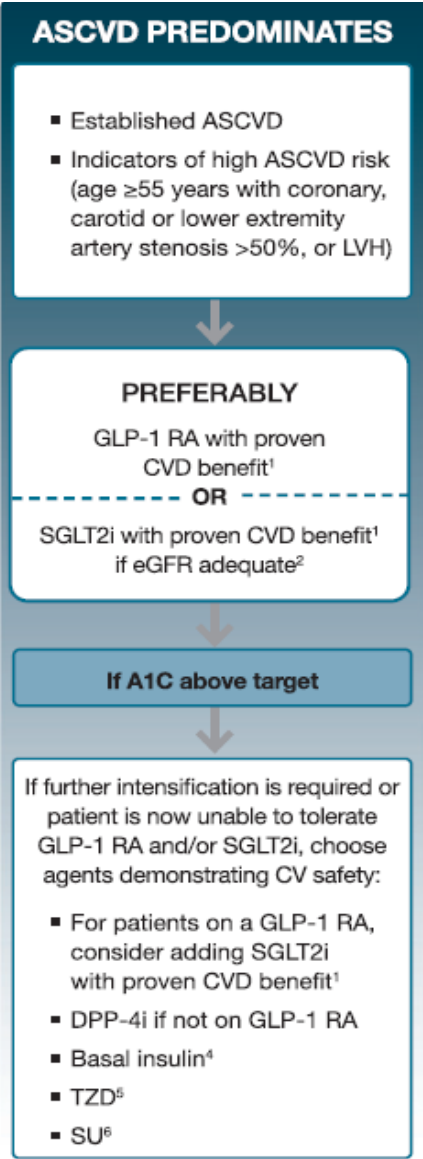 ASCVD PREDOMINATES
▪ Established ASCVD
▪ Indicators of high ASCVD risk
(age ≥55 years with coronary,
carotid or lower extremity
artery stenosis >50%, or LVH)
PREFERABLY
GLP-1 RA with proven
CVD benefit¹
OR
SGLT2i with proven CVD benefit¹
if eGFR adequate²
If A1C above target
If further intensification is required or
patient is now unable to tolerate
GLP-1 RA and/or SGLT2i, choose
agents demonstrating CV safety:
▪ For patients on a GLP-1 RA,
consider adding SGLT2i
with proven CVD benefit¹
▪ DPP-4i if not on GLP-1 RA
▪ Basal insulin⁴
▪ TZD⁵
▪ SU⁶